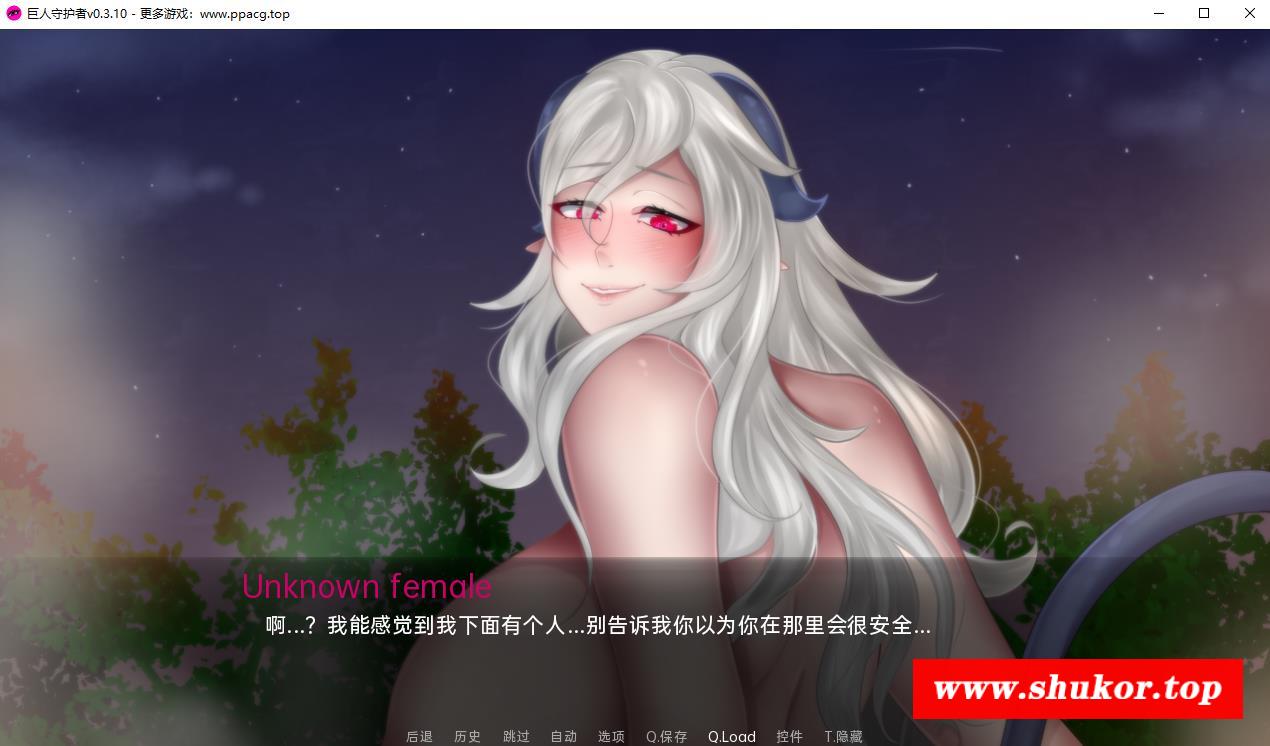 巨人守护者v0.3.10 - 更多游戏：www.ppacg.top
Unknown female
啊...？我能感觉到我下面有个人...别告诉我你以为你在那里会很安全...
www.shukor.top
后退 历史 跳过 自动 选项 Q.保存 Q.Load 控件 T.隐藏